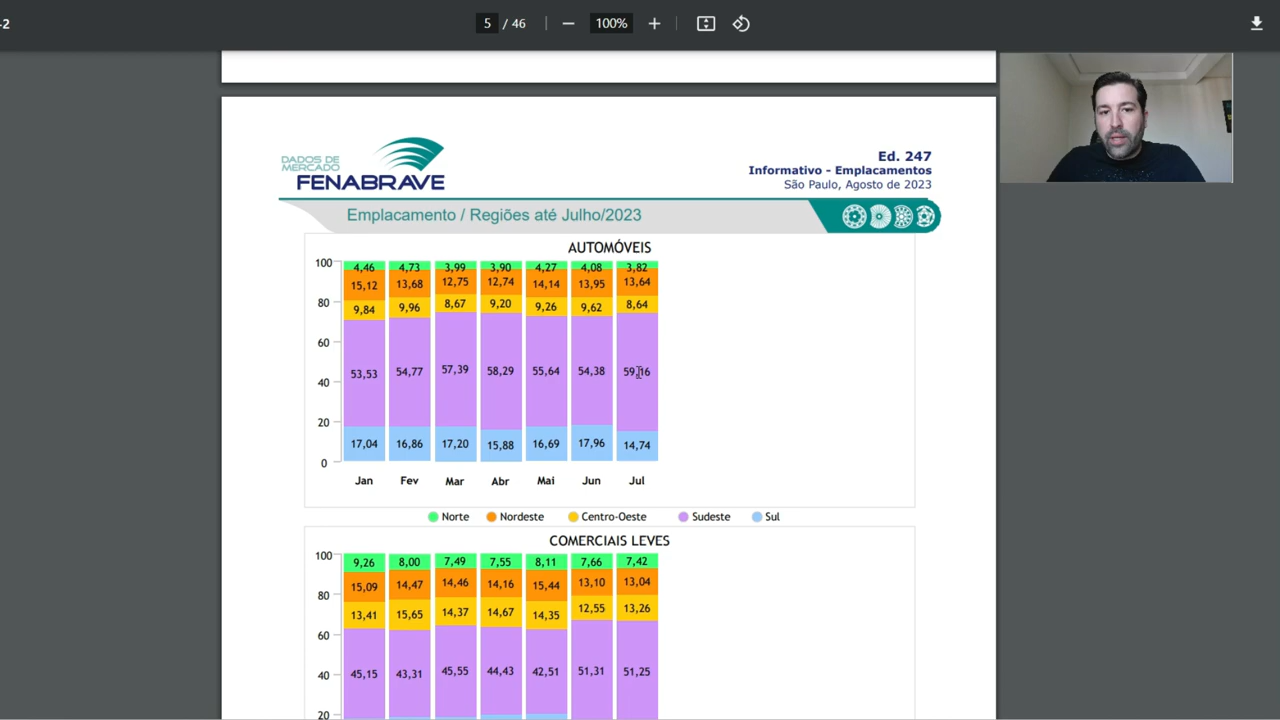 -2
5 / 46
100%
DADOS DE
MERCADO
FENABRAVE
Ed. 247
Informativo - Emplacamentos
São Paulo, Agosto de 2023
Emplacamento / Regiões até Julho/2023
AUTOMÓVEIS
100 4,46 4,73 3,99 3,90 4,27 4,08 3,82
15,12 13,68 12,75 12,74 14,14 13,95 13,64
80 9,84 9,96 8,67 9,20 9,26 9,62 8,64
60
53,53 54,77 57,39 58,29 55,64 54,38 59,16
40
20
17,04 16,86 17,20 15,88 16,69 17,96 14,74
0
Jan Fev Mar Abr Mai Jun Jul
Norte Nordeste Centro-Oeste Sudeste Sul
COMERCIAIS LEVES
100 9,26 8,00 7,49 7,55 8,11 7,66 7,42
15,09 14,47 14,46 14,16 15,44 13,10 13,04
80
13,41 15,65 14,37 14,67 14,35 12,55 13,26
60
40 45,15 43,31 45,55 44,43 42,51 51,31 51,25
20